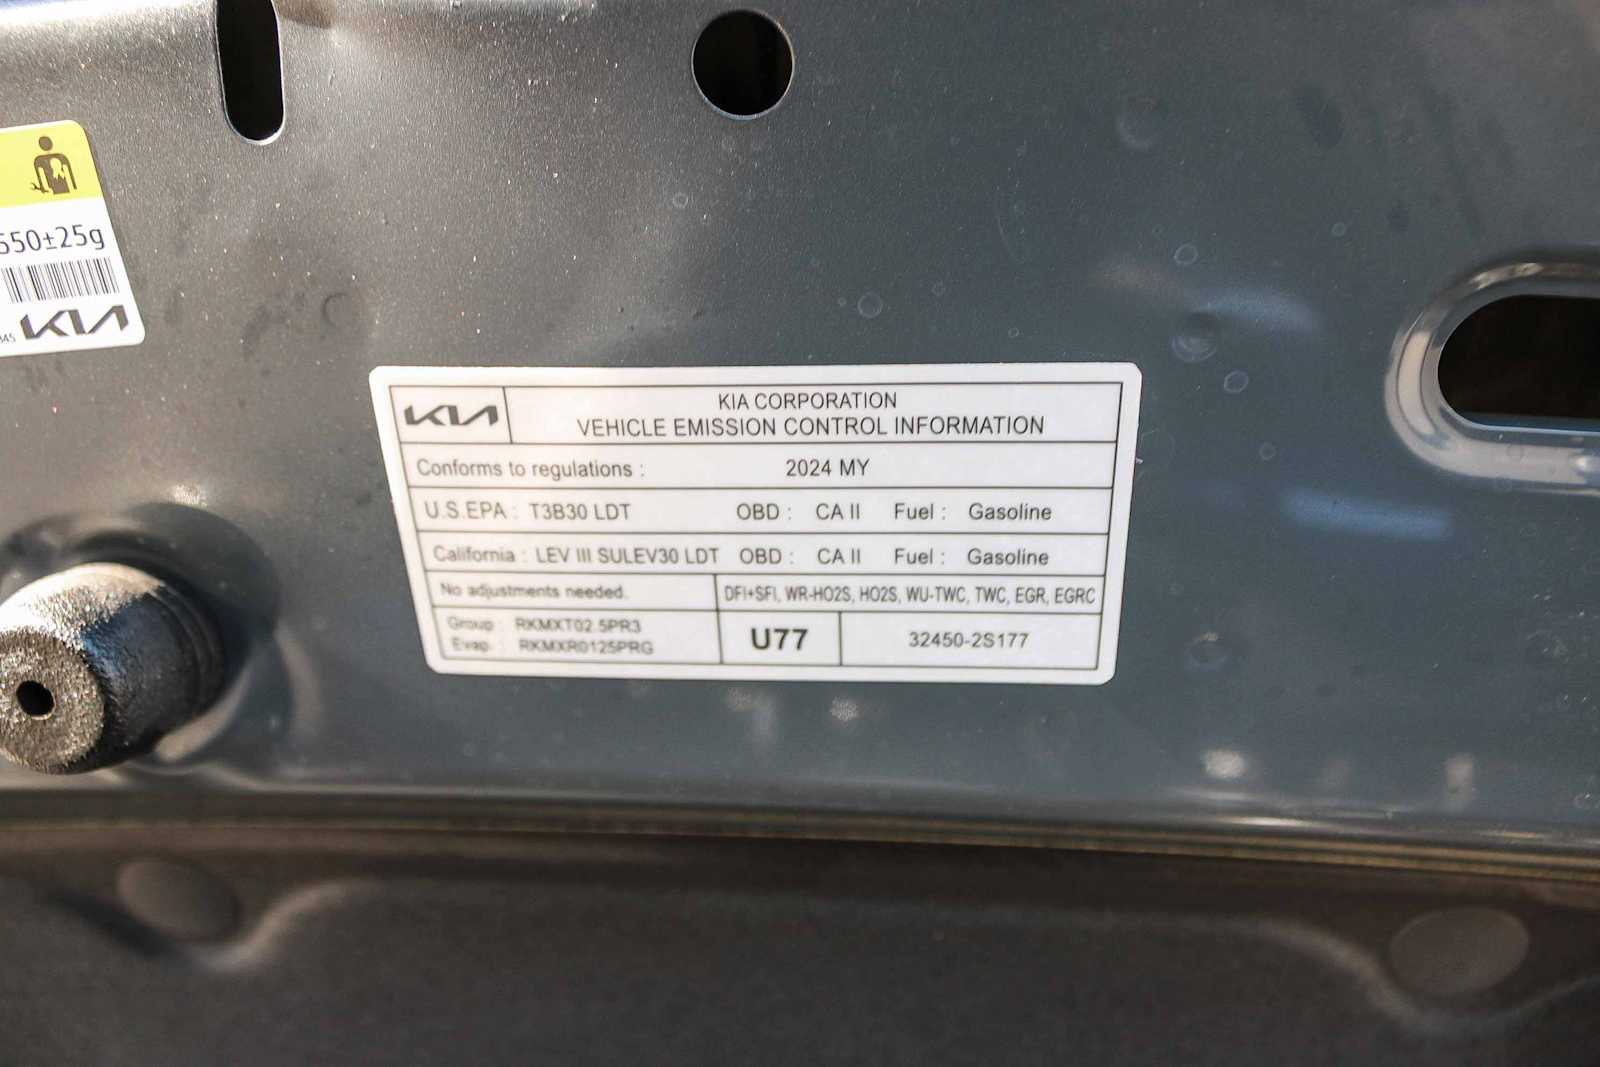 550±25g
KIA
KIA
KIA CORPORATION
VEHICLE EMISSION CONTROL INFORMATION
Conforms to regulations : 2024 MY
U.S.EPA : T3B30 LDT OBD : CA II Fuel : Gasoline
California : LEV III SULEV30 LDT OBD : CA II Fuel : Gasoline
No adjustments needed. DFI+SFI, WR-HO2S, HO2S, WU-TWC, TWC, EGR, EGRC
Group : RKMXT02.5PR3
Evap. : RKMXR0125PRG
U77
32450-2S177